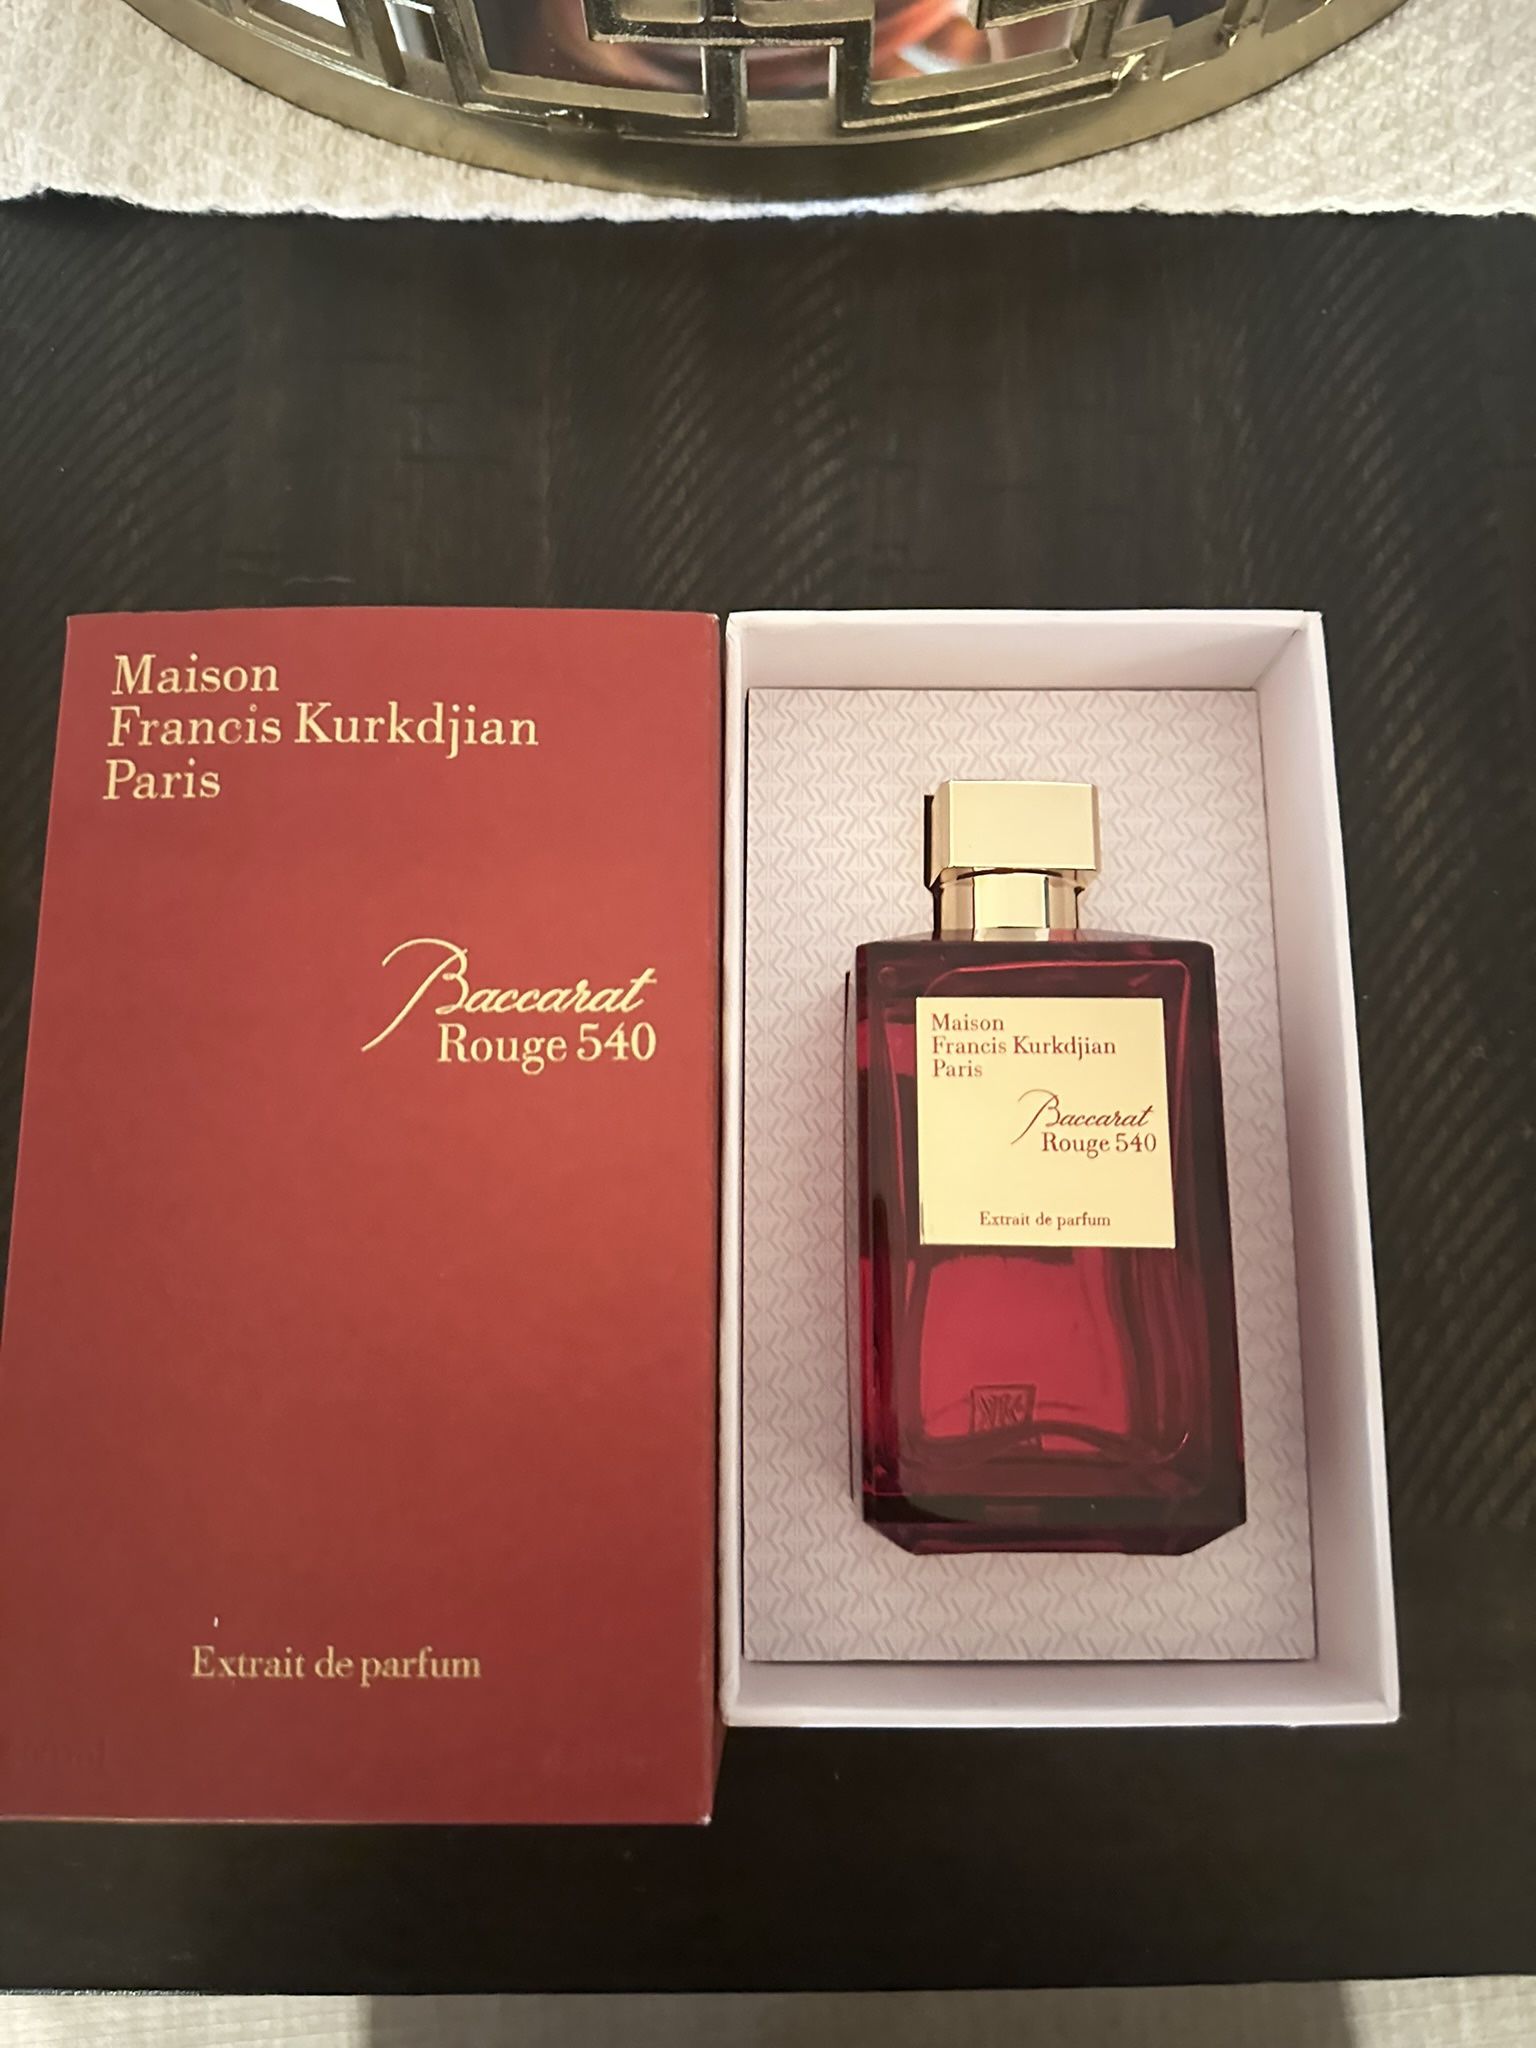 Maison
Francis Kurkdjian
Paris
Baccarat
Rouge 540
Extrait de parfum
Maison
Francis Kurkdjian
Paris
Baccarat
Rouge 540
Extrait de parfum